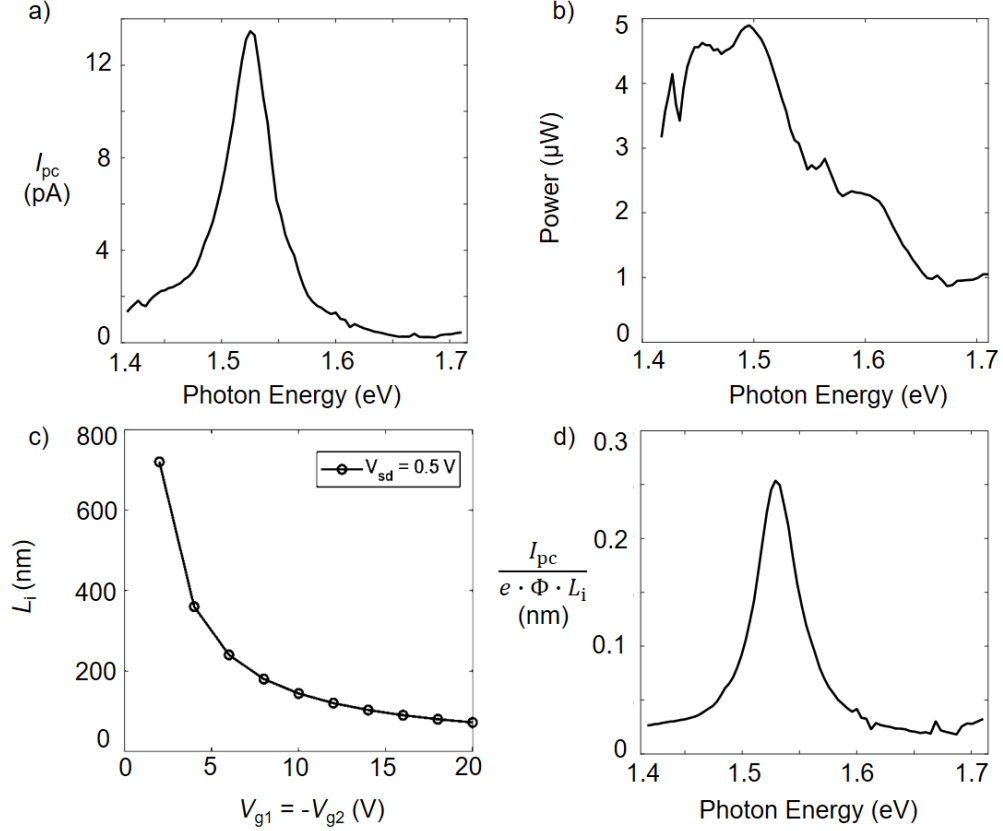 a)
12
8
4
0
I_pc
(pA)
1.4
1.5
1.6
1.7
Photon Energy (eV)
b)
5
4
3
2
1
0
Power (µW)
1.4
1.5
1.6
1.7
Photon Energy (eV)
c)
800
600
400
200
0
L_i (nm)
V_sd = 0.5 V
0
5
10
15
20
V_g1 = -V_g2 (V)
d)
0.3
0.2
0.1
0
I_pc
e · Φ · L_i
(nm)
1.4
1.5
1.6
1.7
Photon Energy (eV)